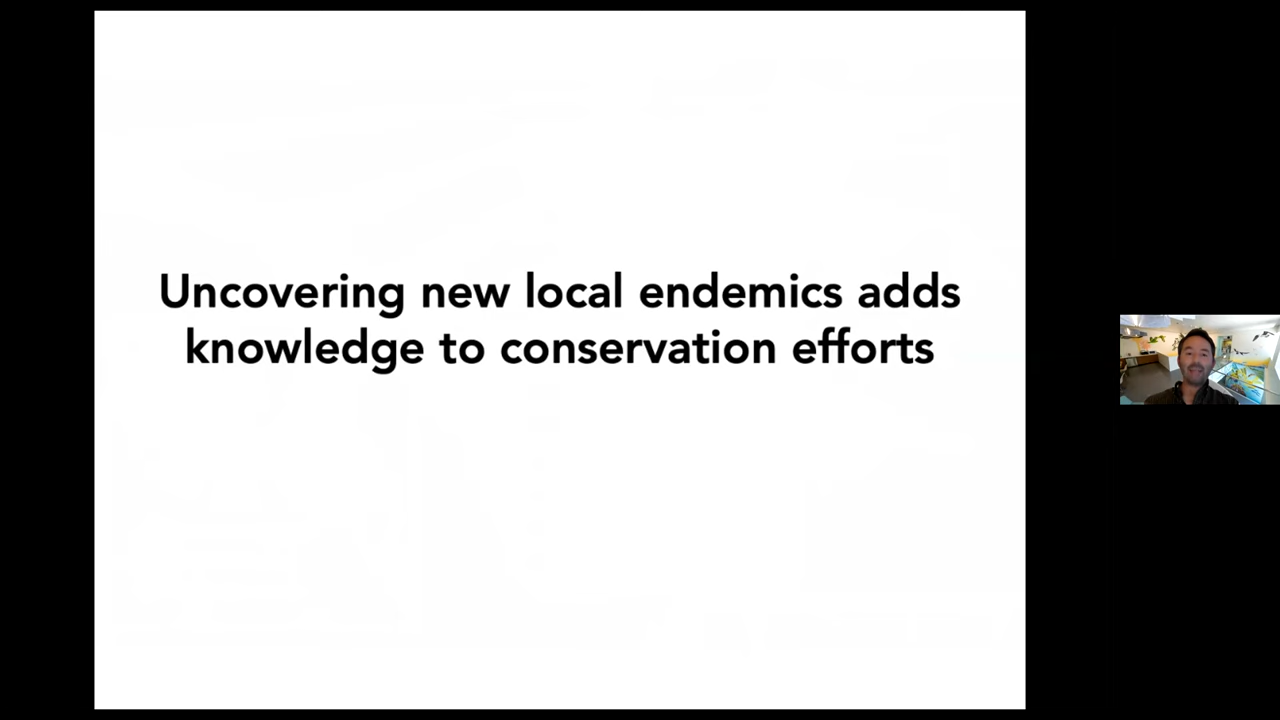 Uncovering new local endemics adds
knowledge to conservation efforts